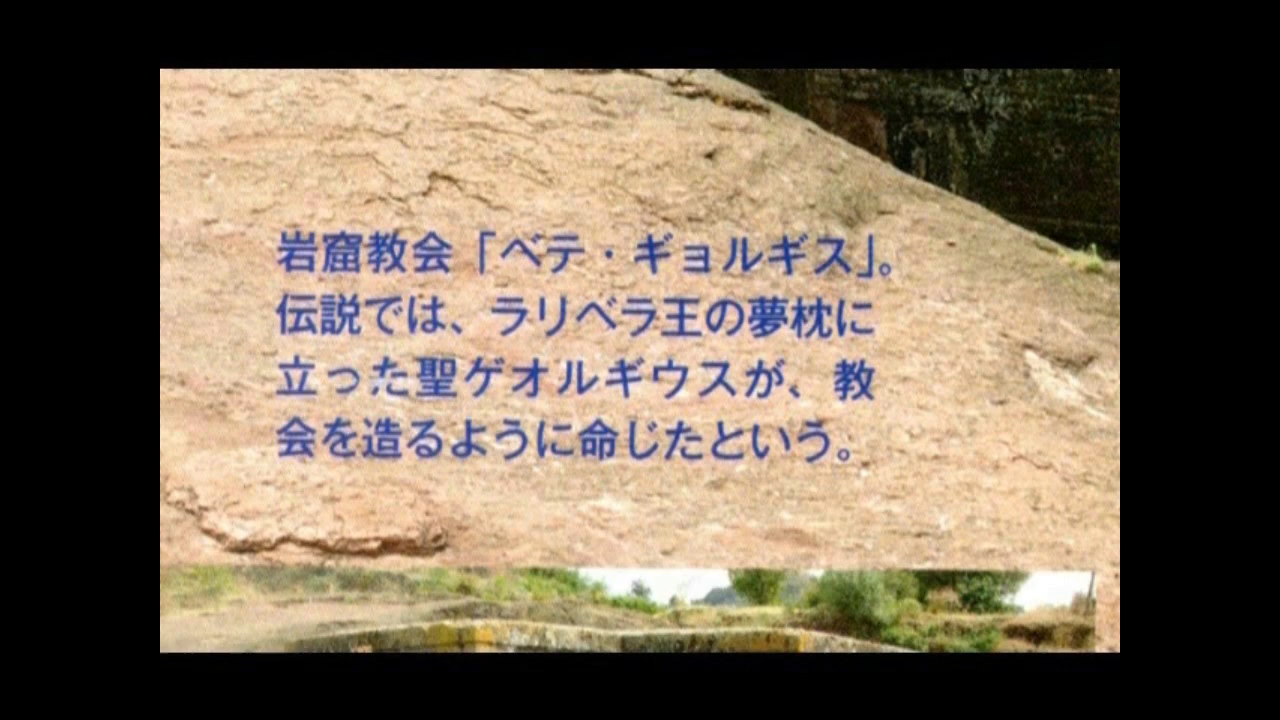 岩窟教会「ベテ・ギョルギス」。
伝説では、ラリベラ王の夢枕に
立った聖ゲオルギウスが、教
会を造るように命じたという。